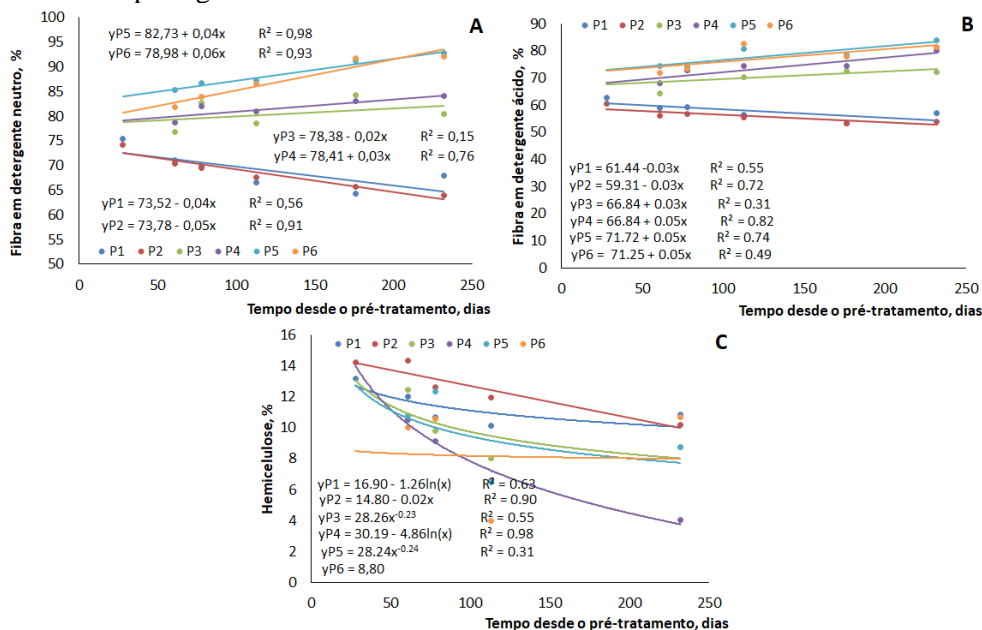 A
yP5 = 82,73 + 0,04x R² = 0,98
yP6 = 78,98 + 0,06x R² = 0,93
yP3 = 78,38 - 0,02x R² = 0,15
yP4 = 78,41 + 0,03x R² = 0,76
yP1 = 73,52 - 0,04x R² = 0,56
yP2 = 73,78 - 0,05x R² = 0,91
P1 P2 P3 P4 P5 P6
Fibra em detergente neutro, %
100
95
90
85
80
75
70
65
60
55
50
0 50 100 150 200 250
Tempo desde o pré-tratamento, dias
P1 P2 P3 P4 P5 P6
B
Fibra em detergente ácido, %
90
80
70
60
50
40
30
20
10
0
yP1 = 61.44 -0.03x R² = 0.55
yP2 = 59.31 - 0.03x R² = 0.72
yP3 = 66.84 + 0.03x R² = 0.31
yP4 = 66.84 + 0.05x R² = 0.82
yP5 = 71.72 + 0.05x R² = 0.74
yP6 = 71.25 + 0.05x R² = 0.49
0 50 100 150 200 250
Tempo desde o pré-tratamento, dias
P1 P2 P3 P4 P5 P6
C
Hemicelulose, %
16
14
12
10
8
6
4
2
0
yP1 = 16.90 - 1.26ln(x) R² = 0.63
yP2 = 14.80 - 0.02x R² = 0.90
yP3 = 28.26x⁻⁰·²³ R² = 0.55
yP4 = 30.19 - 4.86ln(x) R² = 0.98
yP5 = 28.24x⁻⁰·²⁴ R² = 0.31
yP6 = 8,80
0 50 100 150 200 250
Tempo desde o pré-tratamento, dias